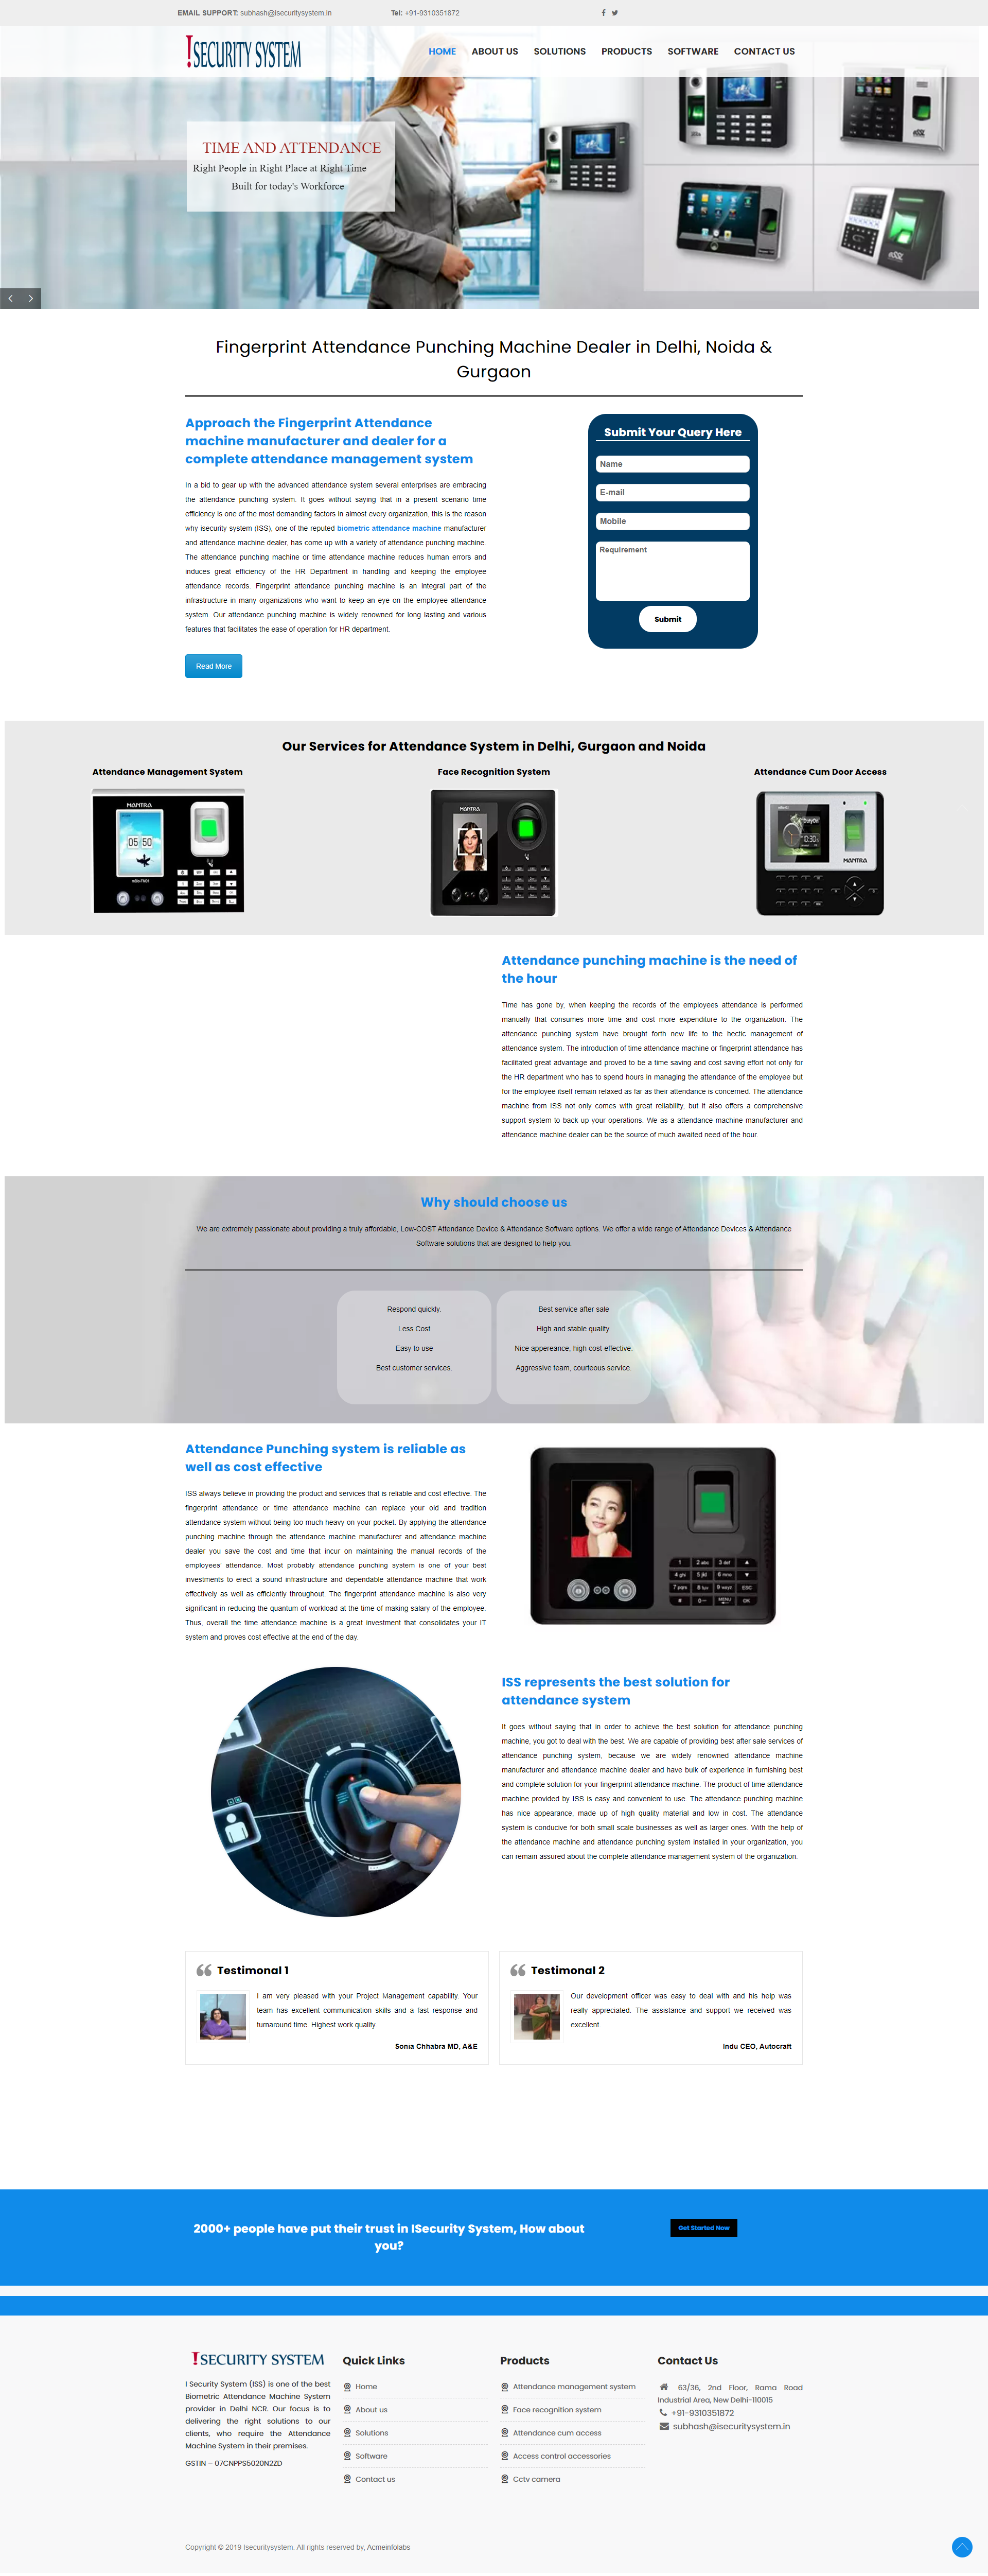 EMAIL SUPPORT: subhash@isecuritysystem.in
Tel: +91-9310351872
!SECURITY SYSTEM
HOME
ABOUT US
SOLUTIONS
PRODUCTS
SOFTWARE
CONTACT US
TIME AND ATTENDANCE
Right People in Right Place at Right Time
Built for today's Workforce
Fingerprint Attendance Punching Machine Dealer in Delhi, Noida &
Gurgaon
Approach the Fingerprint Attendance
machine manufacturer and dealer for a
complete attendance management system
In a bid to gear up with the advanced attendance system several enterprises are embracing
the attendance punching system. It goes without saying that in a present scenario time
efficiency is one of the most demanding factors in almost every organization, this is the reason
why isecurity system (ISS), one of the reputed biometric attendance machine manufacturer
and attendance machine dealer, has come up with a variety of attendance punching machine.
The attendance punching machine or time attendance machine reduces human errors and
induces great efficiency of the HR Department in handling and keeping the employee
attendance records. Fingerprint attendance punching machine is an integral part of the
infrastructure in many organizations who want to keep an eye on the employee attendance
system. Our attendance punching machine is widely renowned for long lasting and various
features that facilitates the ease of operation for HR department.
Read More
Submit Your Query Here
Name
E-mail
Mobile
Requirement
Submit
Our Services for Attendance System in Delhi, Gurgaon and Noida
Attendance Management System
Face Recognition System
Attendance Cum Door Access
MANTRA
05 50
MANTRA
MANTRA
Attendance punching machine is the need of
the hour
Time has gone by, when keeping the records of the employees attendance is performed
manually that consumes more time and cost more expenditure to the organization. The
attendance punching system have brought forth new life to the hectic management of
attendance system. The introduction of time attendance machine or fingerprint attendance has
facilitated great advantage and proved to be a time saving and cost saving effort not only for
the HR department who has to spend hours in managing the attendance of the employee but
for the employee itself remain relaxed as far as their attendance is concerned. The attendance
machine from ISS not only comes with great reliability, but it also offers a comprehensive
support system to back up your operations. We as a attendance machine manufacturer and
attendance machine dealer can be the source of much awaited need of the hour.
Why should choose us
We are extremely passionate about providing a truly affordable, Low-COST Attendance Device & Attendance Software options. We offer a wide range of Attendance Devices & Attendance
Software solutions that are designed to help you.
Respond quickly.
Less Cost
Easy to use
Best customer services.
Best service after sale
High and stable quality.
Nice appereance, high cost-effective.
Aggressive team, courteous service.
Attendance Punching system is reliable as
well as cost effective
ISS always believe in providing the product and services that is reliable and cost effective. The
fingerprint attendance or time attendance machine can replace your old and tradition
attendance system without being too much heavy on your pocket. By applying the attendance
punching machine through the attendance machine manufacturer and attendance machine
dealer you save the cost and time that incur on maintaining the manual records of the
employees' attendance. Most probably attendance punching system is one of your best
investments to erect a sound infrastructure and dependable attendance machine that work
effectively as well as efficiently throughout. The fingerprint attendance machine is also very
significant in reducing the quantum of workload at the time of making salary of the employee.
Thus, overall the time attendance machine is a great investment that consolidates your IT
system and proves cost effective at the end of the day.
1 2 abc 3 def
4 ghi 5 jkl 6 mno
7 pqrs 8 tuv 9 wxyz ESC
# 0 MENU OK
ISS represents the best solution for
attendance system
It goes without saying that in order to achieve the best solution for attendance punching
machine, you got to deal with the best. We are capable of providing best after sale services of
attendance punching system, because we are widely renowned attendance machine
manufacturer and attendance machine dealer and have bulk of experience in furnishing best
and complete solution for your fingerprint attendance machine. The product of time attendance
machine provided by ISS is easy and convenient to use. The attendance punching machine
has nice appearance, made up of high quality material and low in cost. The attendance
system is conducive for both small scale businesses as well as larger ones. With the help of
the attendance machine and attendance punching system installed in your organization, you
can remain assured about the complete attendance management system of the organization.
Testimonal 1
I am very pleased with your Project Management capability. Your
team has excellent communication skills and a fast response and
turnaround time. Highest work quality.
Sonia Chhabra MD, A&E
Testimonal 2
Our development officer was easy to deal with and his help was
really appreciated. The assistance and support we received was
excellent.
Indu CEO, Autocraft
2000+ people have put their trust in ISecurity System, How about
you?
Get Started Now
!SECURITY SYSTEM
I Security System (ISS) is one of the best
Biometric Attendance Machine System
provider in Delhi NCR. Our focus is to
delivering the right solutions to our
clients, who require the Attendance
Machine System in their premises.
GSTIN – 07CNPPS5020N2ZD
Quick Links
Home
About us
Solutions
Software
Contact us
Products
Attendance management system
Face recognition system
Attendance cum access
Access control accessories
Cctv camera
Contact Us
63/36, 2nd Floor, Rama Road
Industrial Area, New Delhi-110015
+91-9310351872
subhash@isecuritysystem.in
Copyright © 2019 Isecuritysystem. All rights reserved by, Acmeinfolabs